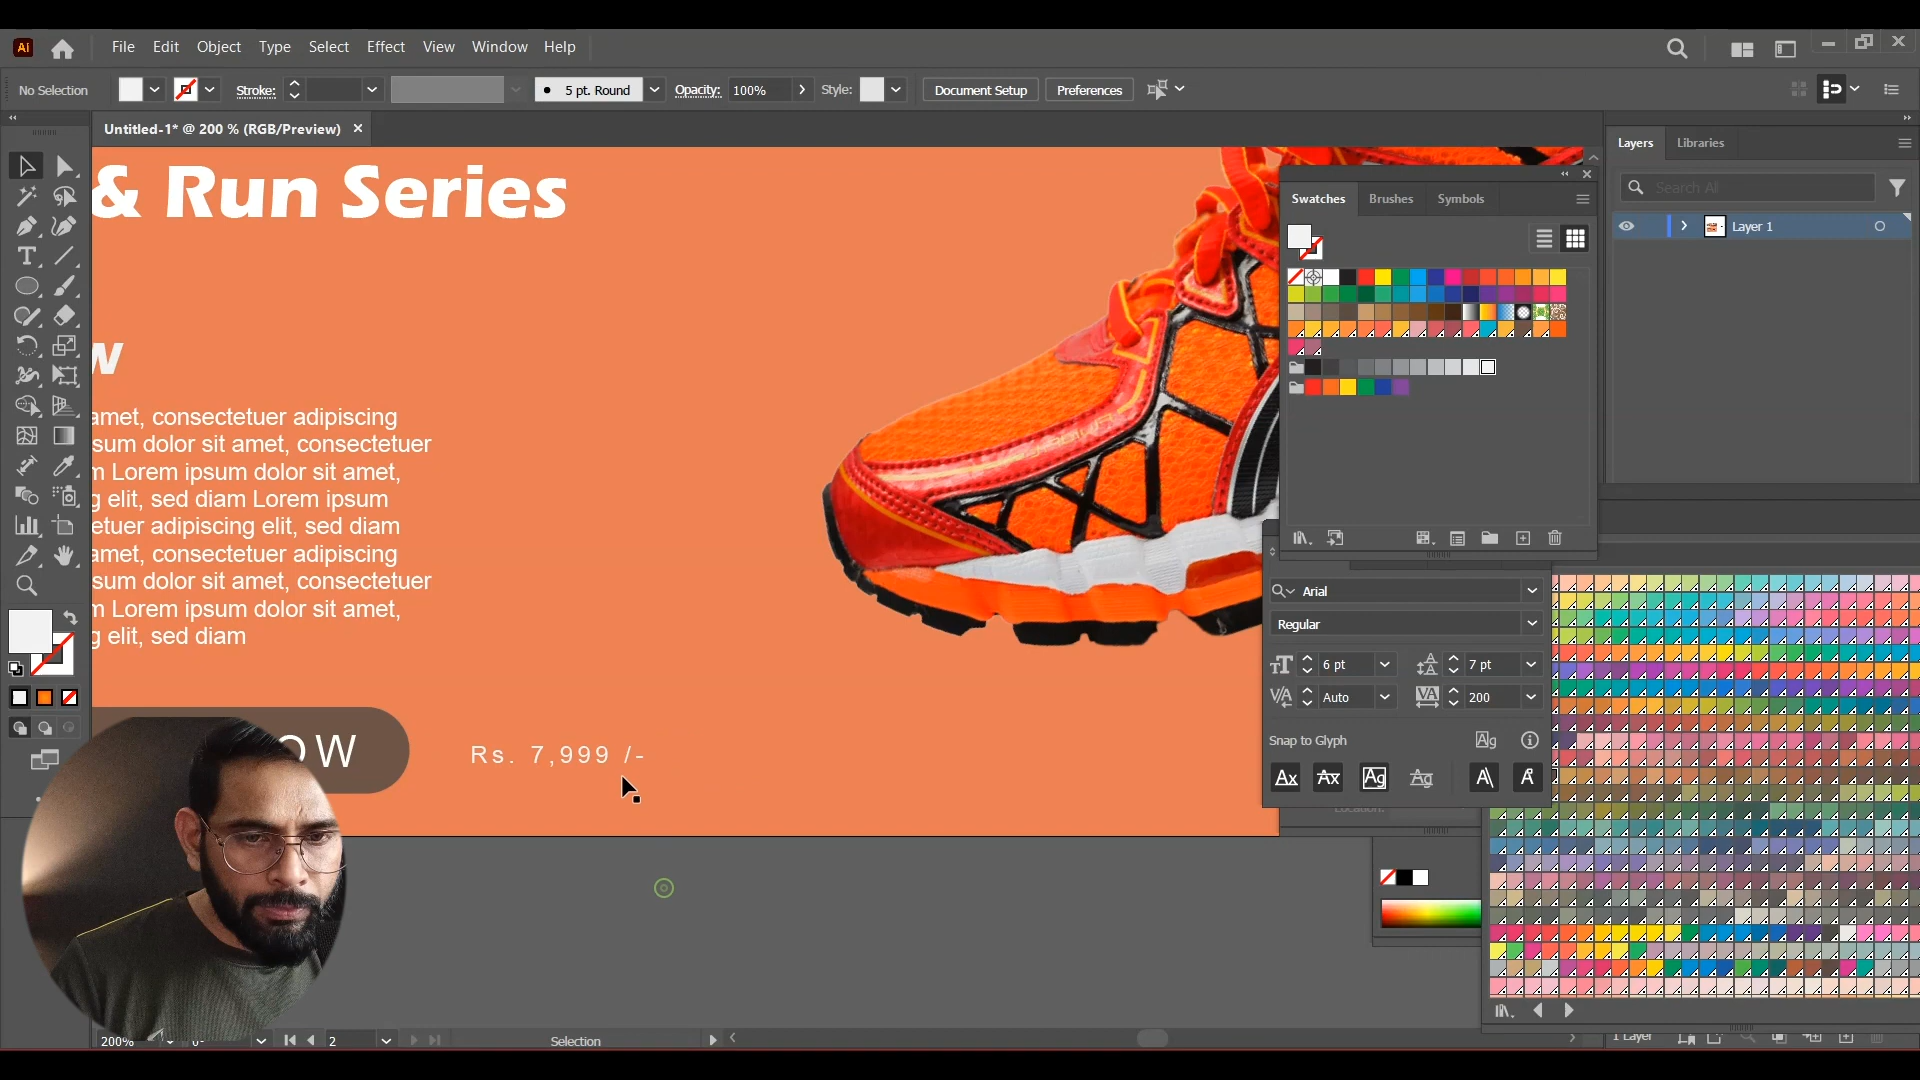 Ai File Edit Object Type Select Effect View Window Help
No Selection Stroke: 5 pt. Round Opacity: 100% Style: Document Setup Preferences
Untitled-1* @ 200 % (RGB/Preview) ×
Layers Libraries
Search All
Layer 1
Swatches Brushes Symbols
& Run Series
w
amet, consectetuer adipiscing
sum dolor sit amet, consectetuer
m Lorem ipsum dolor sit amet,
g elit, sed diam Lorem ipsum
etuer adipiscing elit, sed diam
amet, consectetuer adipiscing
sum dolor sit amet, consectetuer
m Lorem ipsum dolor sit amet,
g elit, sed diam
OW
Rs. 7,999 /-
Arial
Regular
6 pt 7 pt
Auto 200
Snap to Glyph
Location:
200% 2 Selection
1 Layer